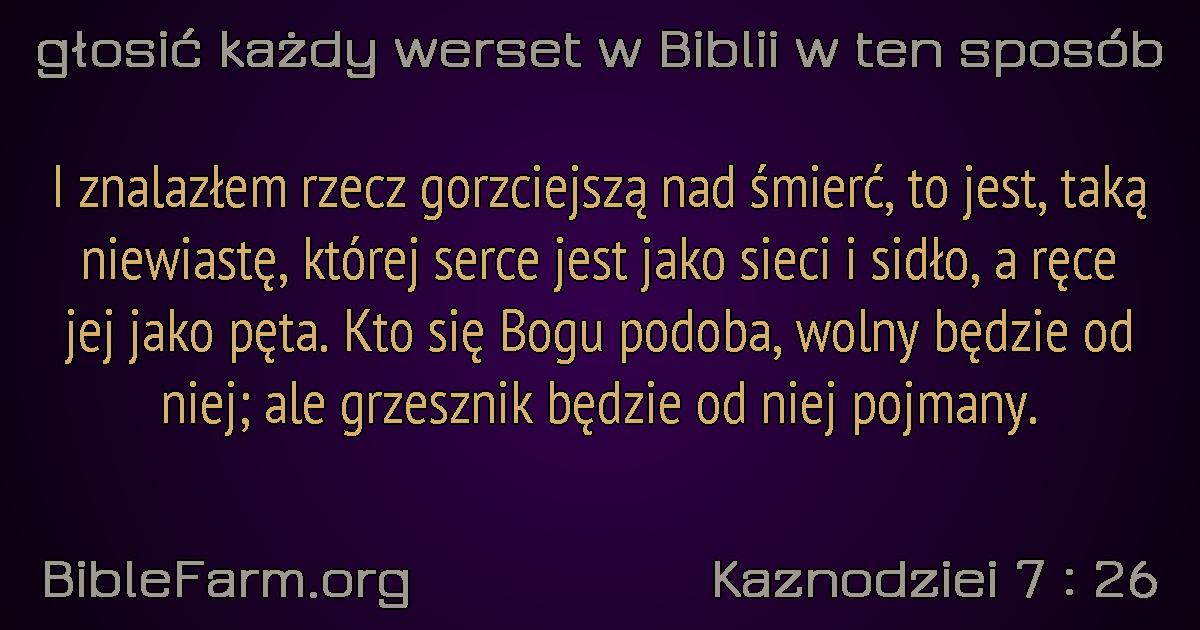 głosić każdy werset w Biblii w ten sposób
I znalazłem rzecz gorzciejszą nad śmierć, to jest, taką
niewiastę, której serce jest jako sieci i sidło, a ręce
jej jako pęta. Kto się Bogu podoba, wolny będzie od
niej; ale grzesznik będzie od niej pojmany.
BibleFarm.org
Kaznodziei 7 : 26